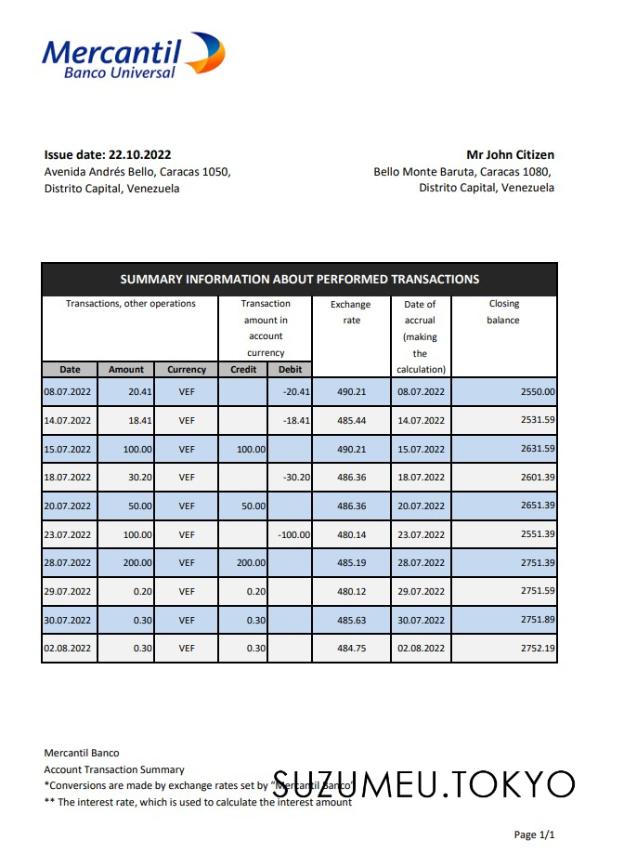 Mercantil
Banco Universal
Issue date: 22.10.2022
Avenida Andrés Bello, Caracas 1050,
Distrito Capital, Venezuela
Mr John Citizen
Bello Monte Baruta, Caracas 1080,
Distrito Capital, Venezuela
SUMMARY INFORMATION ABOUT PERFORMED TRANSACTIONS
Transactions, other operations
Transaction
amount in
account
currency
Exchange
rate
Date of
accrual
(making
the
calculation)
Closing
balance
Date Amount Currency Credit Debit
08.07.2022 20.41 VEF -20.41 490.21 08.07.2022 2550.00
14.07.2022 18.41 VEF -18.41 485.44 14.07.2022 2531.59
15.07.2022 100.00 VEF 100.00 490.21 15.07.2022 2631.59
18.07.2022 30.20 VEF -30.20 486.36 18.07.2022 2601.39
20.07.2022 50.00 VEF 50.00 486.36 20.07.2022 2651.39
23.07.2022 100.00 VEF -100.00 480.14 23.07.2022 2551.39
28.07.2022 200.00 VEF 200.00 485.19 28.07.2022 2751.39
29.07.2022 0.20 VEF 0.20 480.12 29.07.2022 2751.59
30.07.2022 0.30 VEF 0.30 485.63 30.07.2022 2751.89
02.08.2022 0.30 VEF 0.30 484.75 02.08.2022 2752.19
Mercantil Banco
Account Transaction Summary
*Conversions are made by exchange rates set by "Mercantil Banco"
** The interest rate, which is used to calculate the interest amount
SUZUMEU.TOKYO
Page 1/1